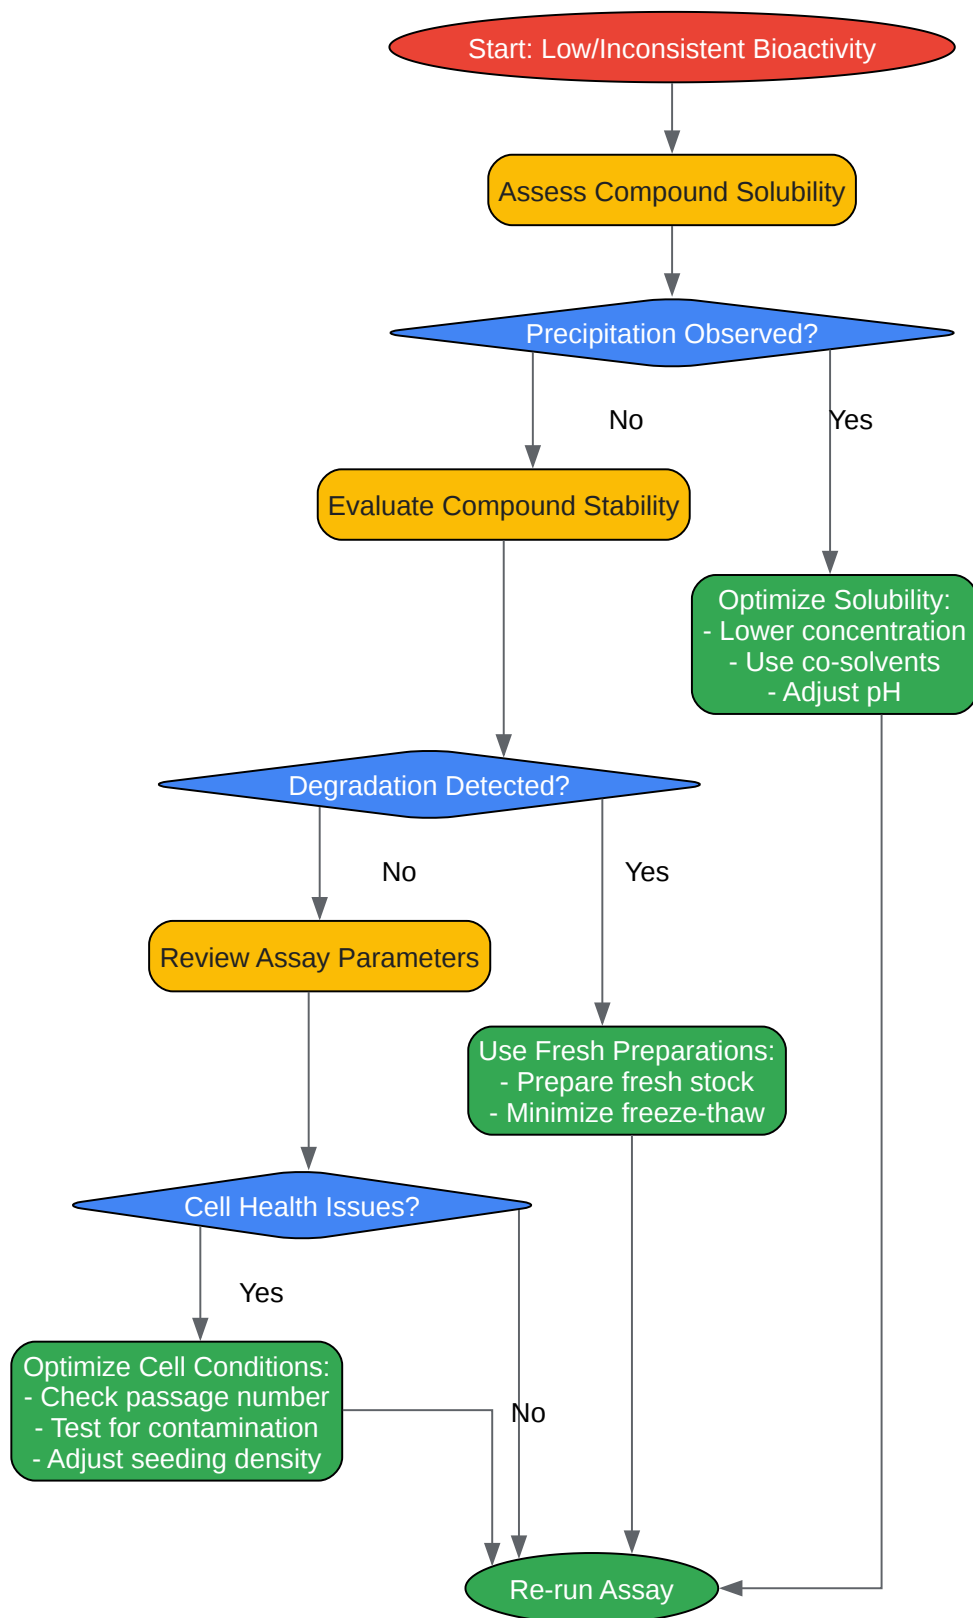 Start: Low/Inconsistent Bioactivity
Assess Compound Solubility
Precipitation Observed?
No
Yes
Evaluate Compound Stability
Optimize Solubility:
- Lower concentration
- Use co-solvents
- Adjust pH
Degradation Detected?
No
Yes
Review Assay Parameters
Use Fresh Preparations:
- Prepare fresh stock
- Minimize freeze-thaw
Cell Health Issues?
Yes
Optimize Cell Conditions:
- Check passage number
- Test for contamination
- Adjust seeding density
No
Re-run Assay